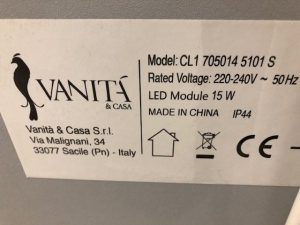 VANITÁ
& CASA
Vanitá & Casa S.r.l.
Via Malignani, 34
33077 Sacile (Pn) - Italy
Model: CL1 705014 5101 S
Rated Voltage: 220-240V ~ 50Hz
LED Module 15 W
MADE IN CHINA IP44
CE